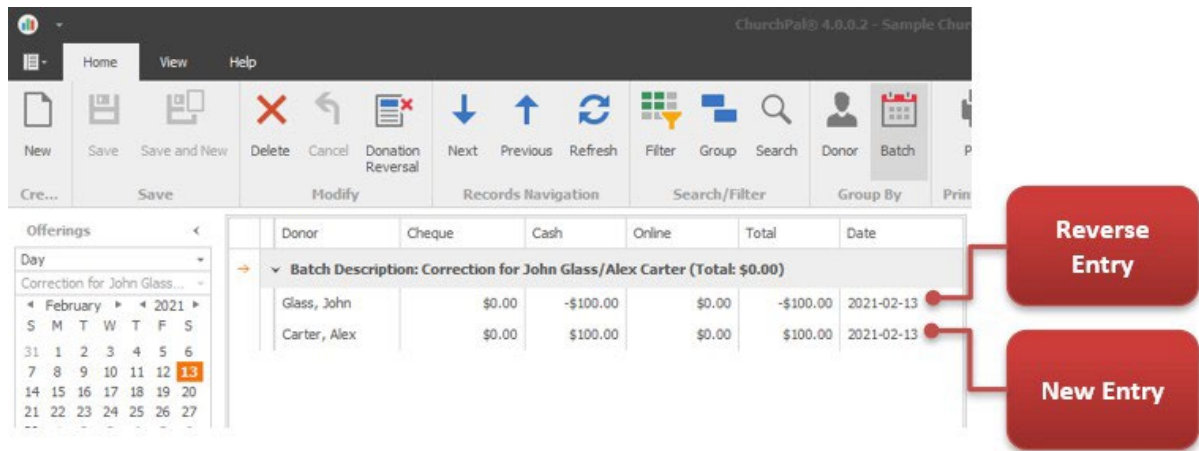 ChurchPal® 4.0.0.2 - Sample Chur
Home View Help
New Save Save and New Delete Cancel Donation Reversal Next Previous Refresh Filter Group Search Donor Batch P
Cre... Save Modify Records Navigation Search/Filter Group By Prin
Offerings
Day
Correction for John Glass...
February 2021
S M T W T F S
31 1 2 3 4 5 6
7 8 9 10 11 12 13
14 15 16 17 18 19 20
21 22 23 24 25 26 27
Donor Cheque Cash Online Total Date
Batch Description: Correction for John Glass/Alex Carter (Total: $0.00)
Glass, John $0.00 -$100.00 $0.00 -$100.00 2021-02-13
Carter, Alex $0.00 $100.00 $0.00 $100.00 2021-02-13
Reverse
Entry
New Entry